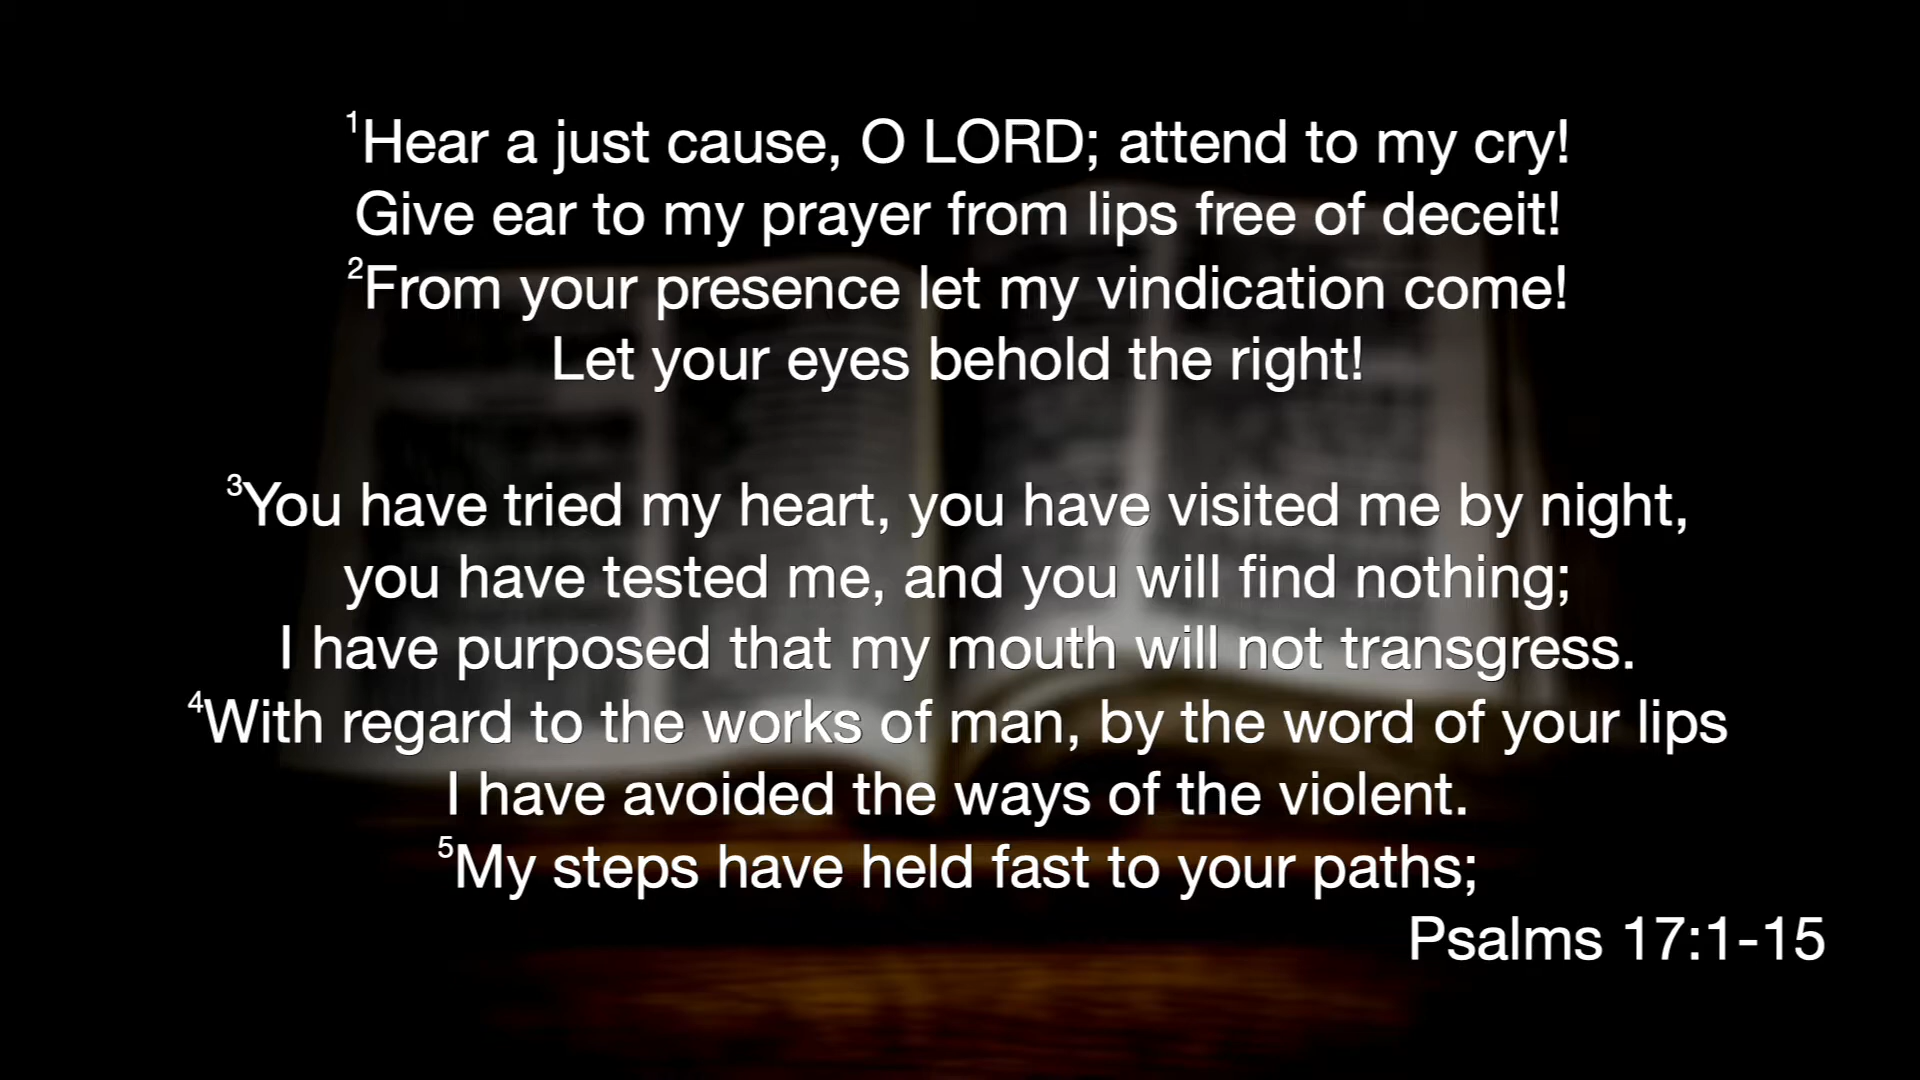 ¹Hear a just cause, O LORD; attend to my cry!
Give ear to my prayer from lips free of deceit!
²From your presence let my vindication come!
Let your eyes behold the right!
³You have tried my heart, you have visited me by night,
you have tested me, and you will find nothing;
I have purposed that my mouth will not transgress.
⁴With regard to the works of man, by the word of your lips
I have avoided the ways of the violent.
⁵My steps have held fast to your paths;
Psalms 17:1-15